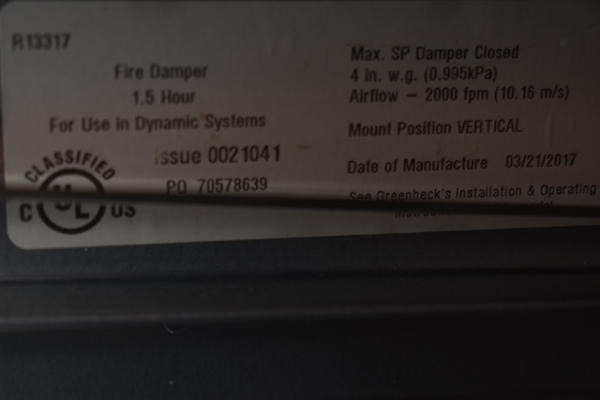 R13317
Fire Damper
1.5 Hour
For Use in Dynamic Systems
Issue 0021041
PO 70578639
CLASSIFIED
C UL US
Max. SP Damper Closed
4 in. w.g. (0.995kPa)
Airflow – 2000 fpm (10.16 m/s)
Mount Position VERTICAL
Date of Manufacture 03/21/2017
See Greenheck's Installation & Operating